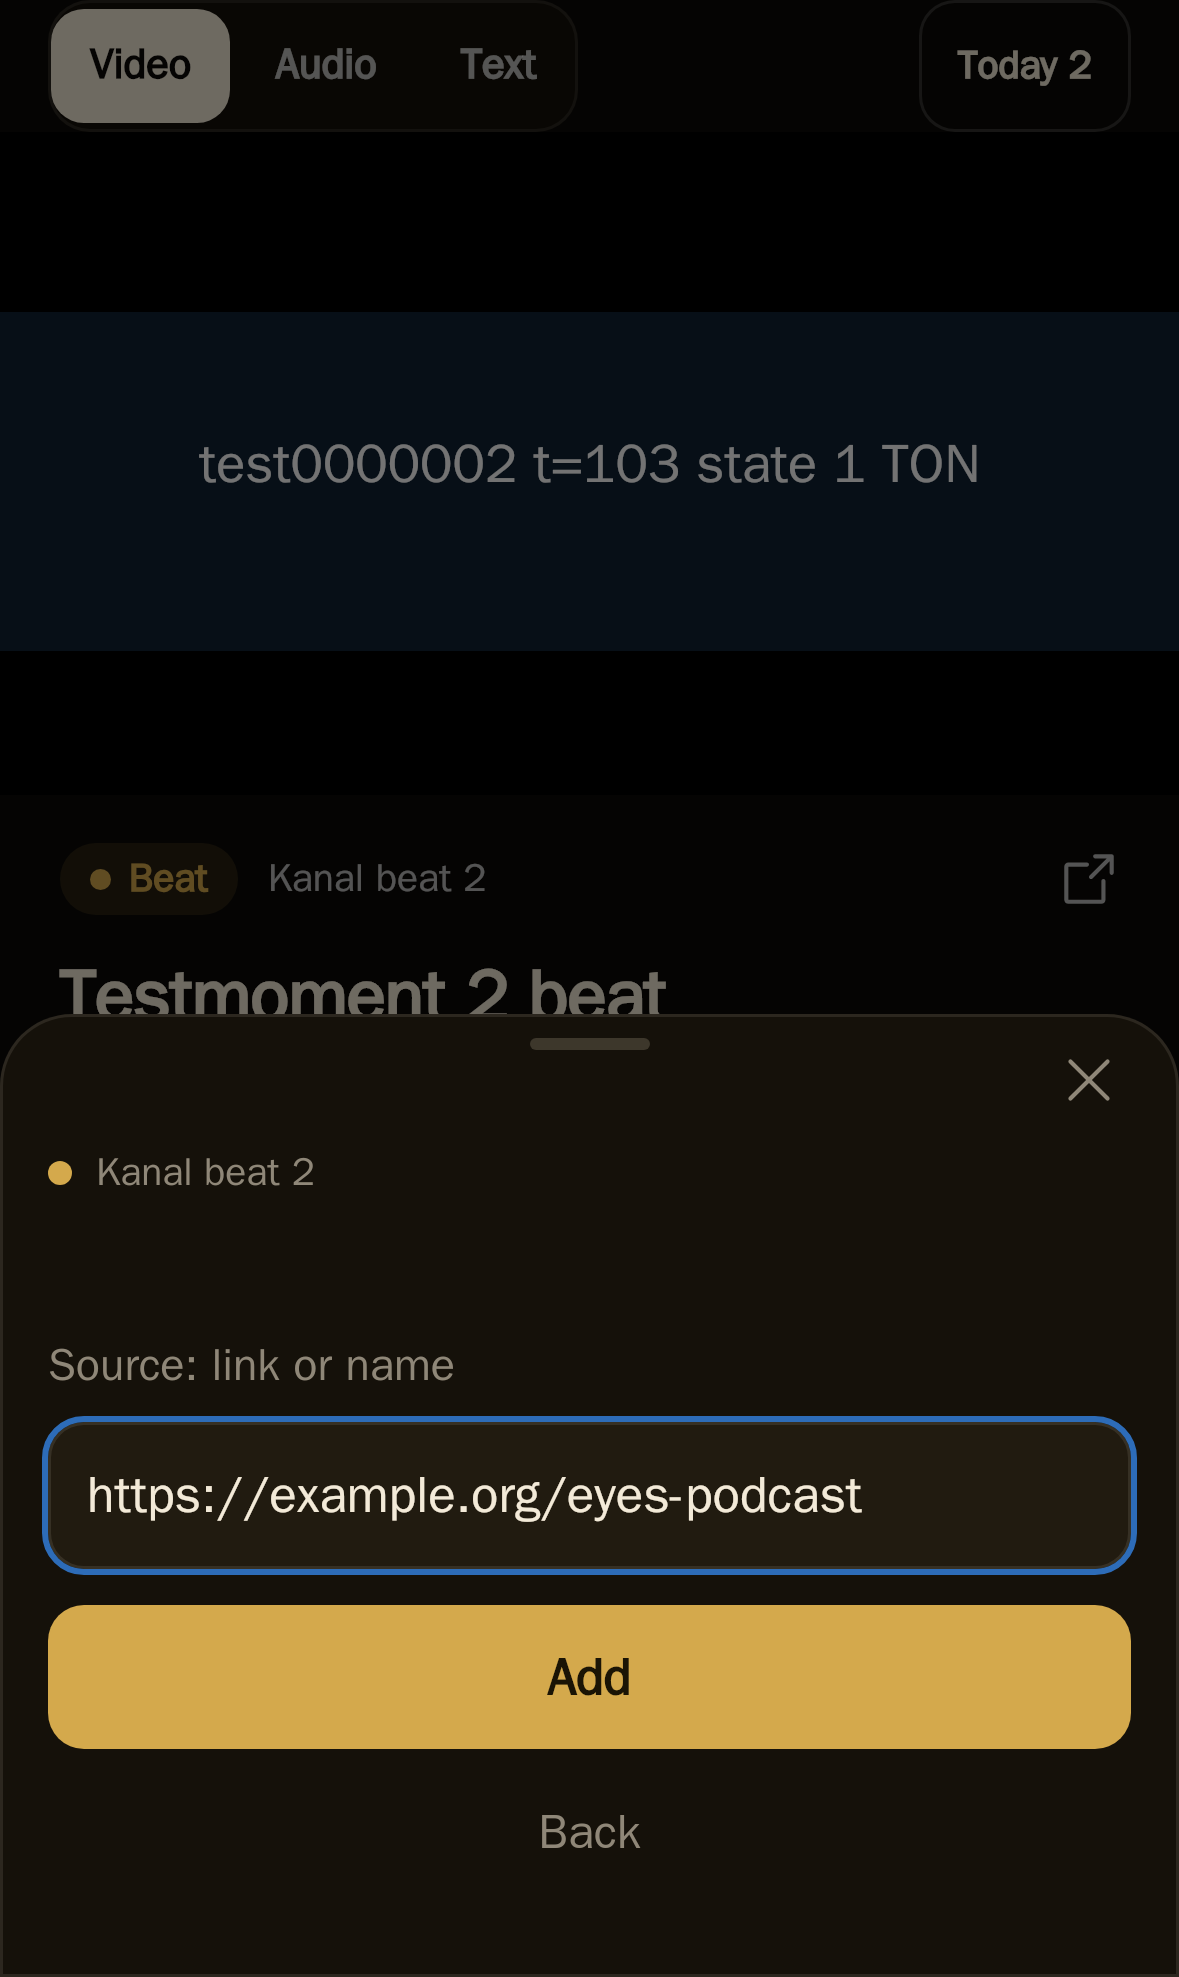 Video Audio Text Today 2
test0000002 t=103 state 1 TON
Beat Kanal beat 2
Testmoment 2 beat
Kanal beat 2
Source: link or name
https://example.org/eyes-podcast
Add
Back